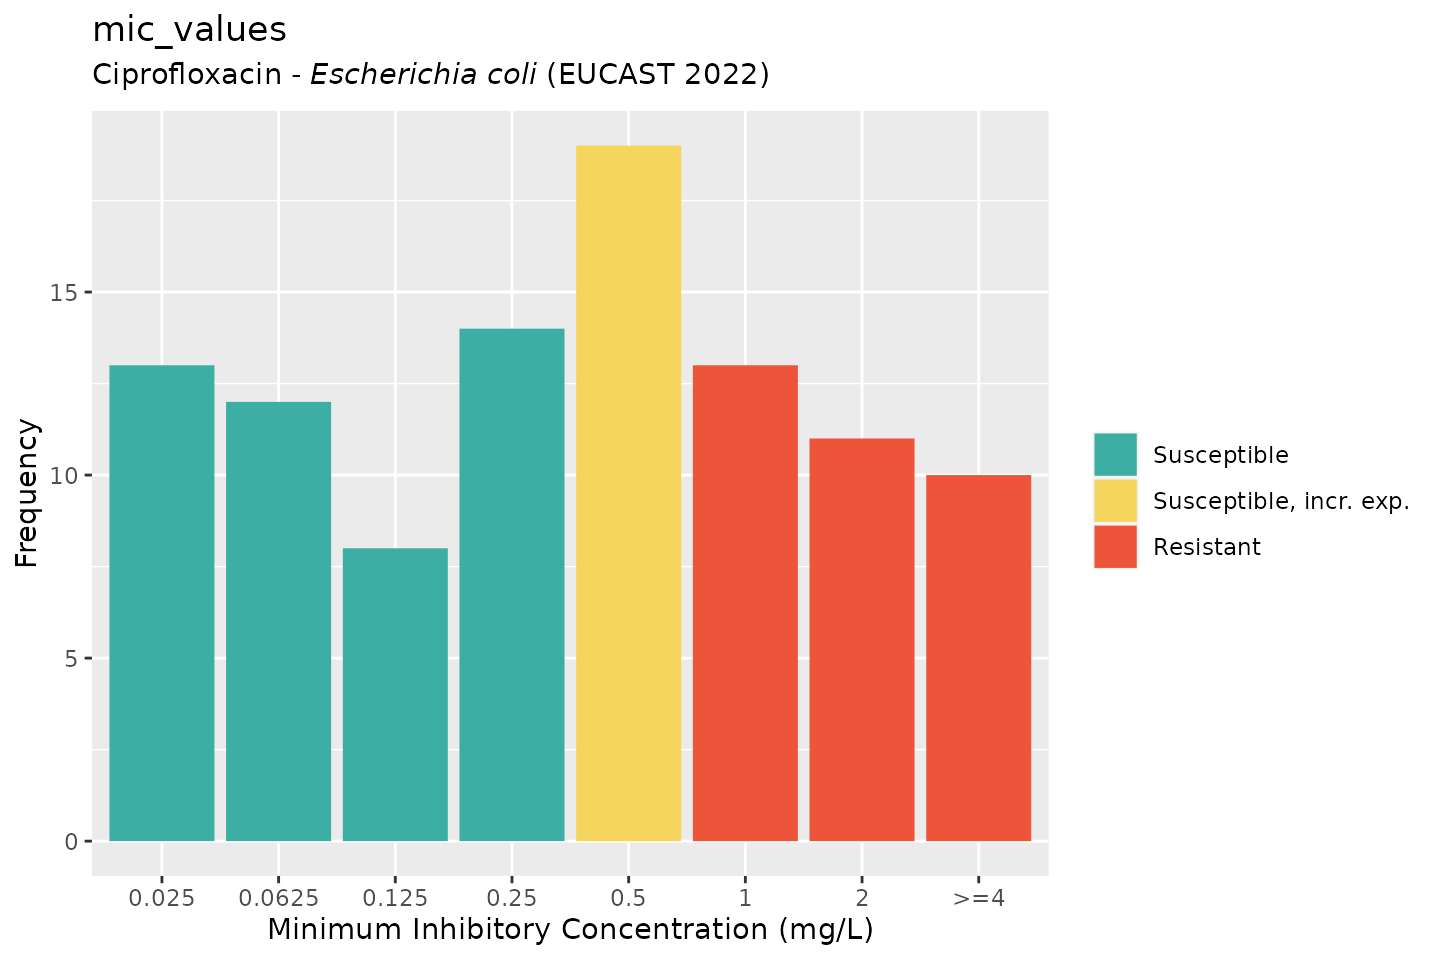 mic_values
Ciprofloxacin - Escherichia coli (EUCAST 2022)
Frequency
15
10
5
0
0.025 0.0625 0.125 0.25 0.5 1 2 >=4
Minimum Inhibitory Concentration (mg/L)
Susceptible
Susceptible, incr. exp.
Resistant